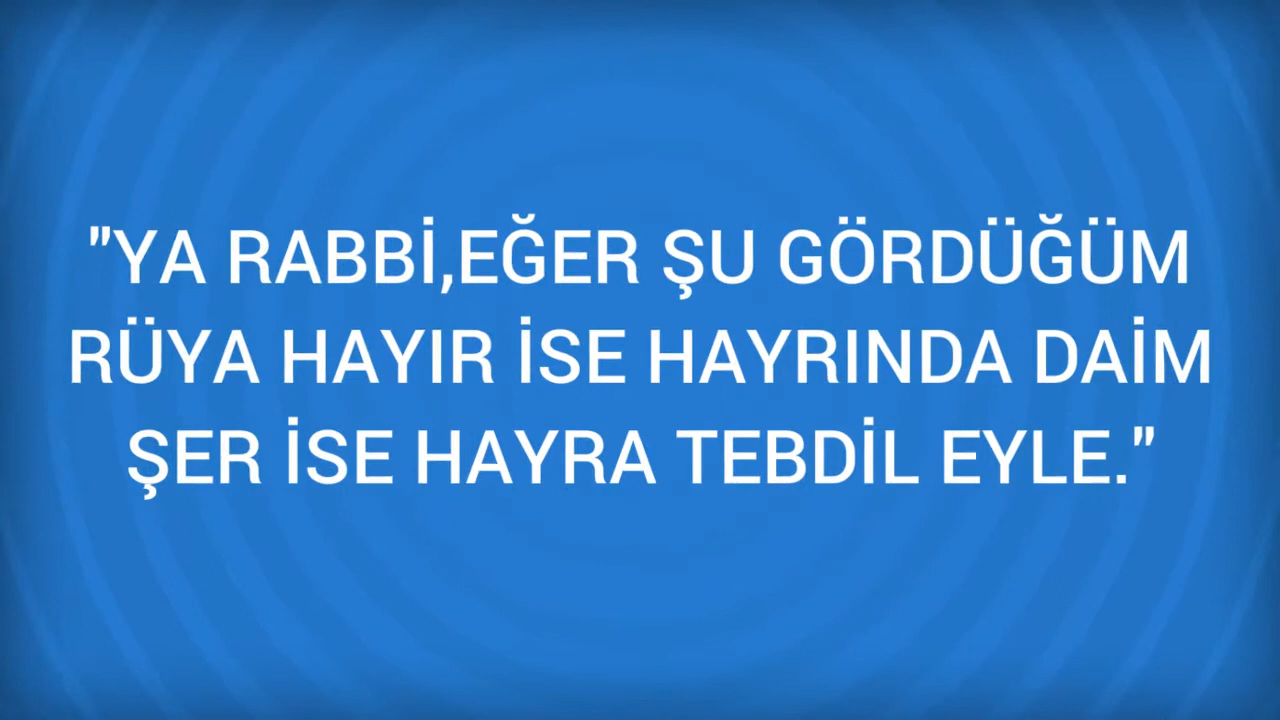 "YA RABBİ,EĞER ŞU GÖRDÜĞÜM
RÜYA HAYIR İSE HAYRINDA DAİM
ŞER İSE HAYRA TEBDİL EYLE."